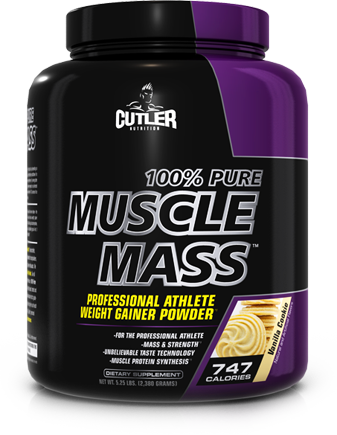 CUTLER
NUTRITION
100% PURE
MUSCLE
MASS™
PROFESSIONAL ATHLETE
WEIGHT GAINER POWDER
-FOR THE PROFESSIONAL ATHLETE
-MASS & STRENGTH
-UNBELIEVABLE TASTE TECHNOLOGY
-MUSCLE PROTEIN SYNTHESIS
Vanilla Cookie
747
CALORIES
DIETARY SUPPLEMENT
NET WT. 5.25 LBS. (2,380 GRAMS)